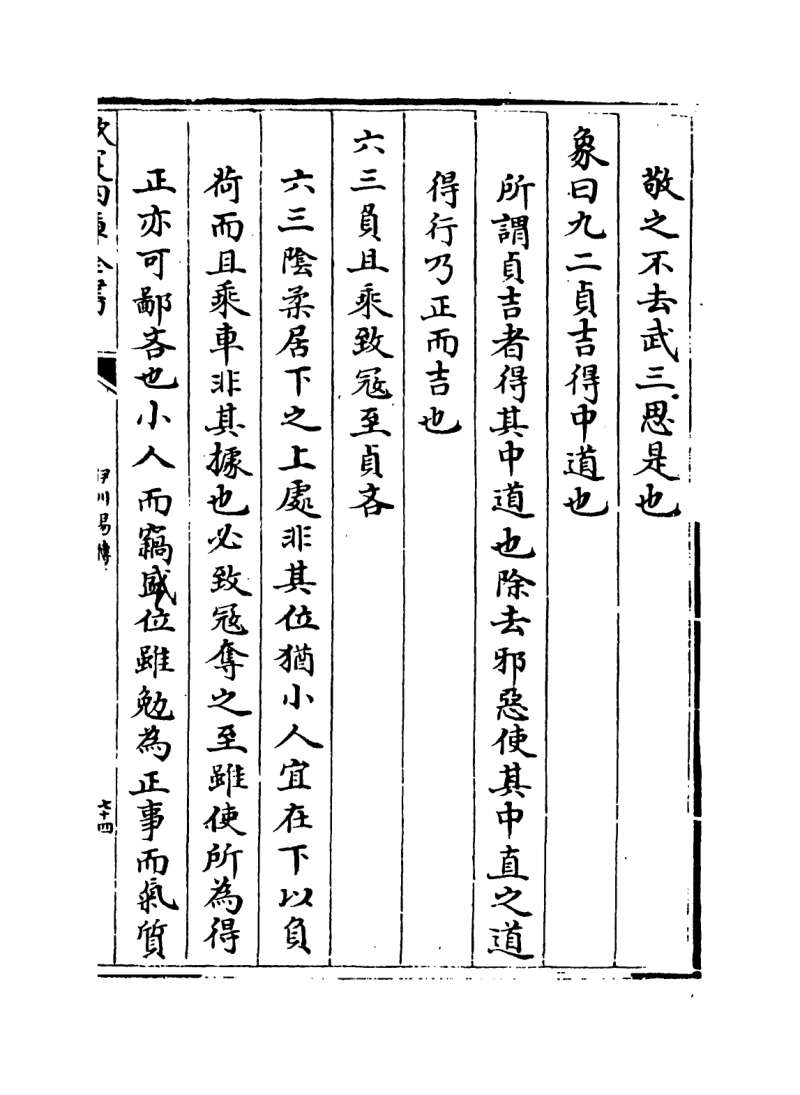 敬之不去武三思是也
象曰九二貞吉得中道也
所謂貞吉者得其中道也除去邪惡使其中直之道
得行乃正而吉也
六三負且乘致寇至貞吝
六三陰柔居下之上處非其位猶小人宜在下以負
荷而且乘車非其據也必致寇奪之至雖使所為得
正亦可鄙吝也小人而竊盛位雖勉為正事而氣質
欽定四庫全書
伊川易傳
七十四